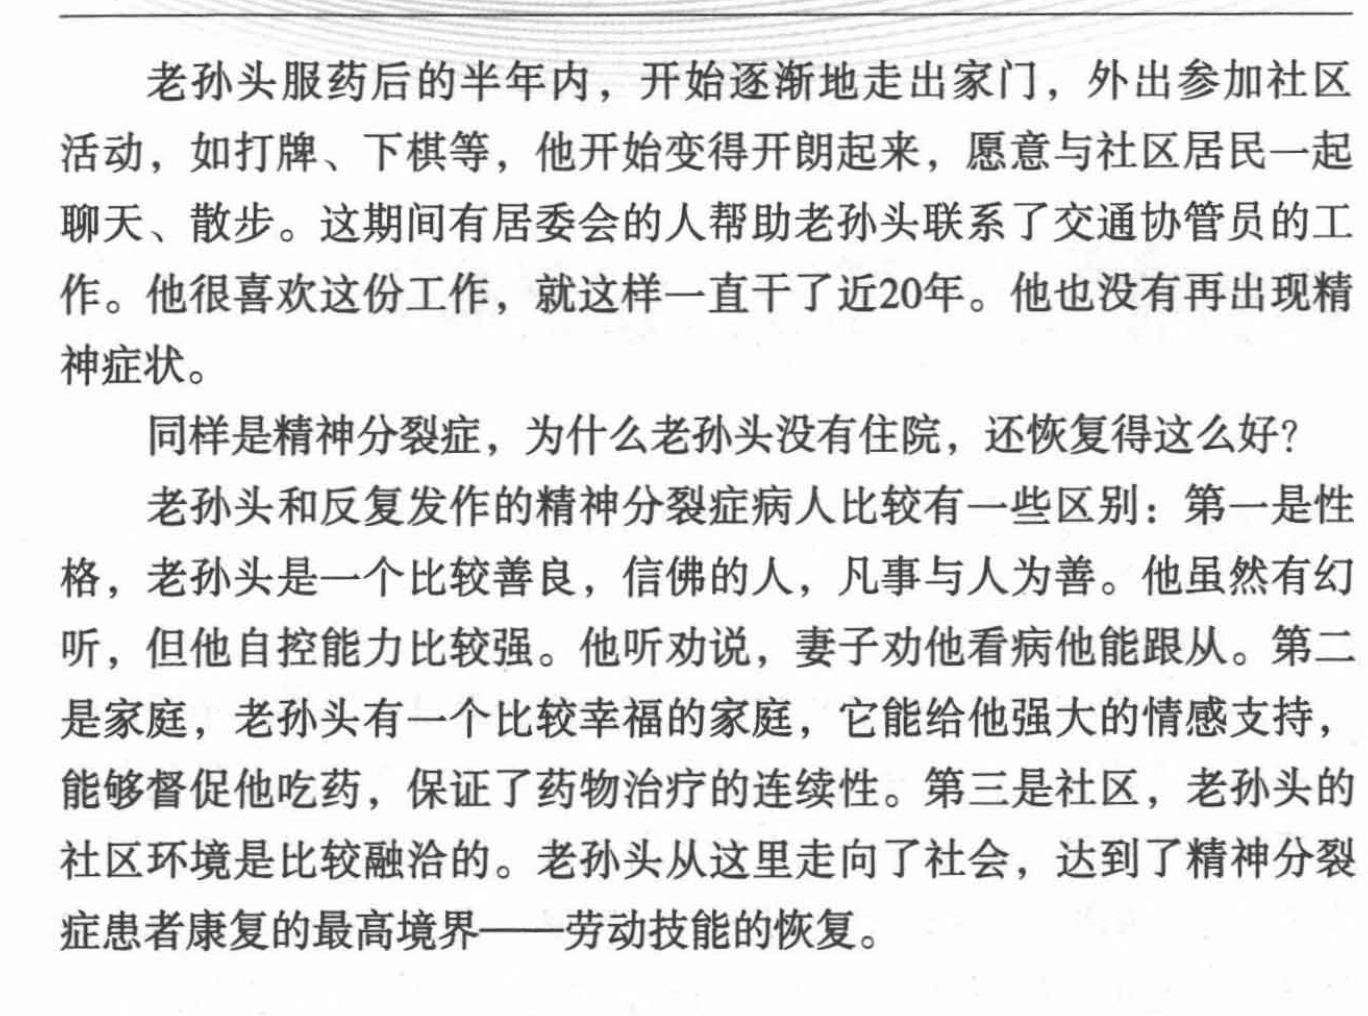 老孙头服药后的半年内，开始逐渐地走出家门，外出参加社区
活动，如打牌、下棋等，他开始变得开朗起来，愿意与社区居民一起
聊天、散步。这期间有居委会的人帮助老孙头联系了交通协管员的工
作。他很喜欢这份工作，就这样一直干了近20年。他也没有再出现精
神症状。
同样是精神分裂症，为什么老孙头没有住院，还恢复得这么好？
老孙头和反复发作的精神分裂症病人比较有一些区别：第一是性
格，老孙头是一个比较善良，信佛的人，凡事与人为善。他虽然有幻
听，但他自控能力比较强。他听劝说，妻子劝他看病他能跟从。第二
是家庭，老孙头有一个比较幸福的家庭，它能给他强大的情感支持，
能够督促他吃药，保证了药物治疗的连续性。第三是社区，老孙头的
社区环境是比较融洽的。老孙头从这里走向了社会，达到了精神分裂
症患者康复的最高境界——劳动技能的恢复。